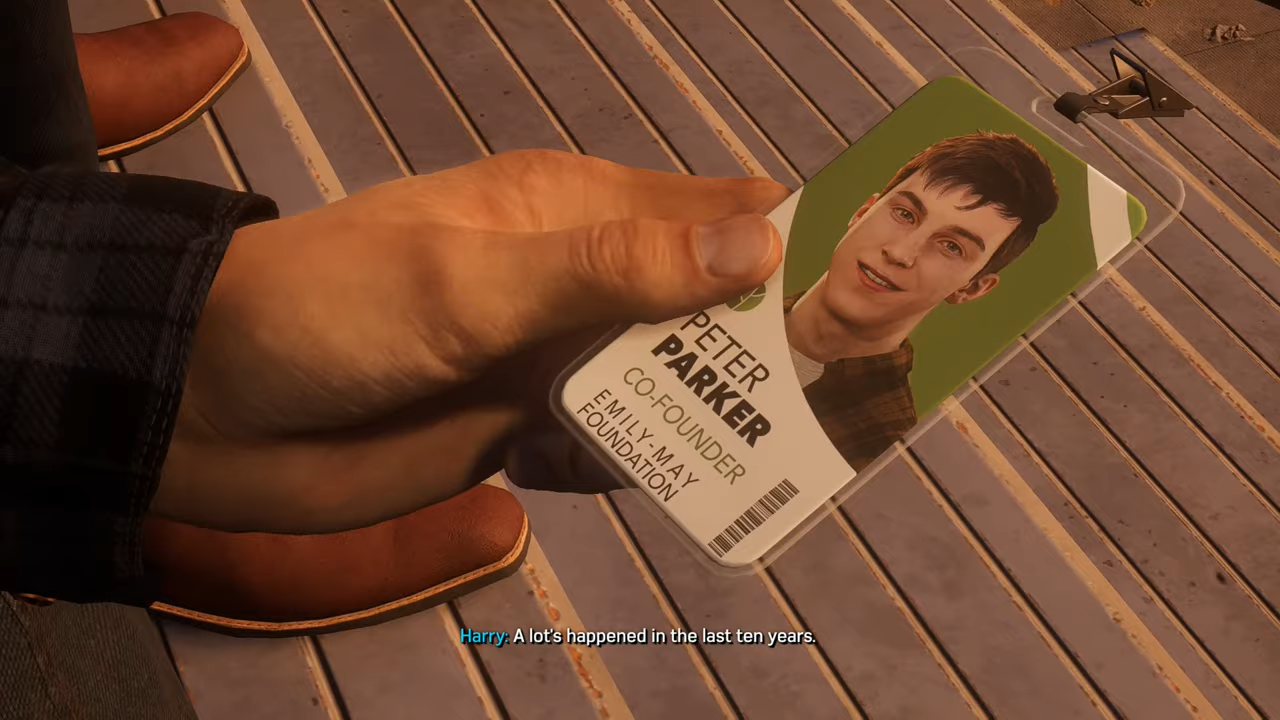 PETER
PARKER
CO-FOUNDER
EMILY-MAY
FOUNDATION
Harry: A lot's happened in the last ten years.